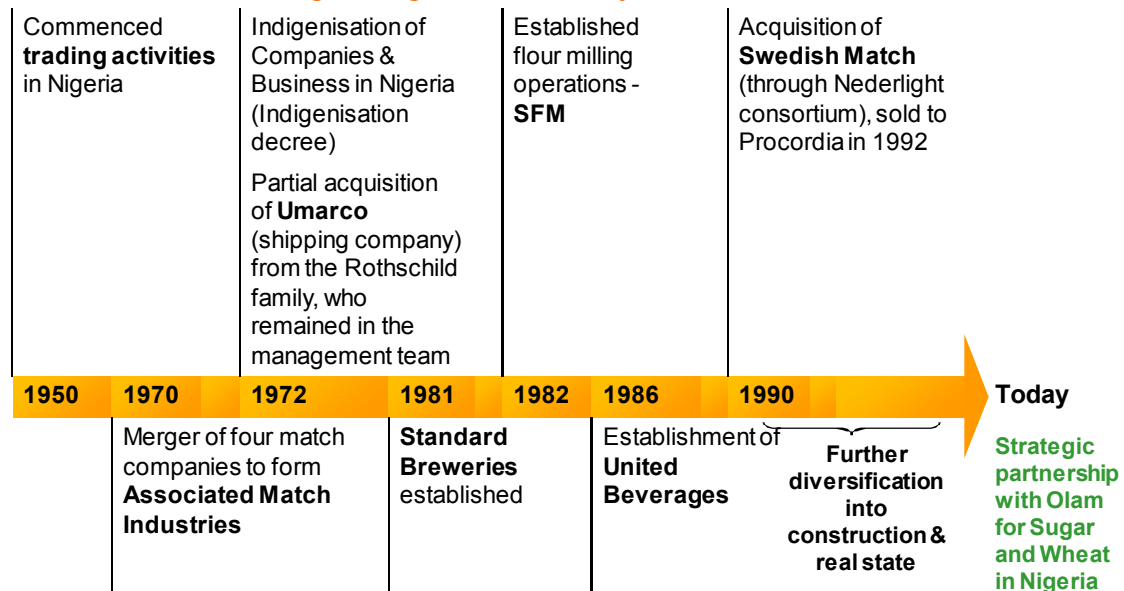 Commenced
trading activities
in Nigeria
Indigenisation of
Companies &
Business in Nigeria
(Indigenisation
decree)
Partial acquisition
of Umarco
(shipping company)
from the Rothschild
family, who
remained in the
management team
Established
flour milling
operations -
SFM
Acquisition of
Swedish Match
(through Nederlight
consortium), sold to
Procordia in 1992
1950 1970 1972 1981 1982 1986 1990 Today
Merger of four match
companies to form
Associated Match
Industries
Standard
Breweries
established
Establishment of
United
Beverages
Further
diversification
into
construction &
real state
Strategic
partnership
with Olam
for Sugar
and Wheat
in Nigeria